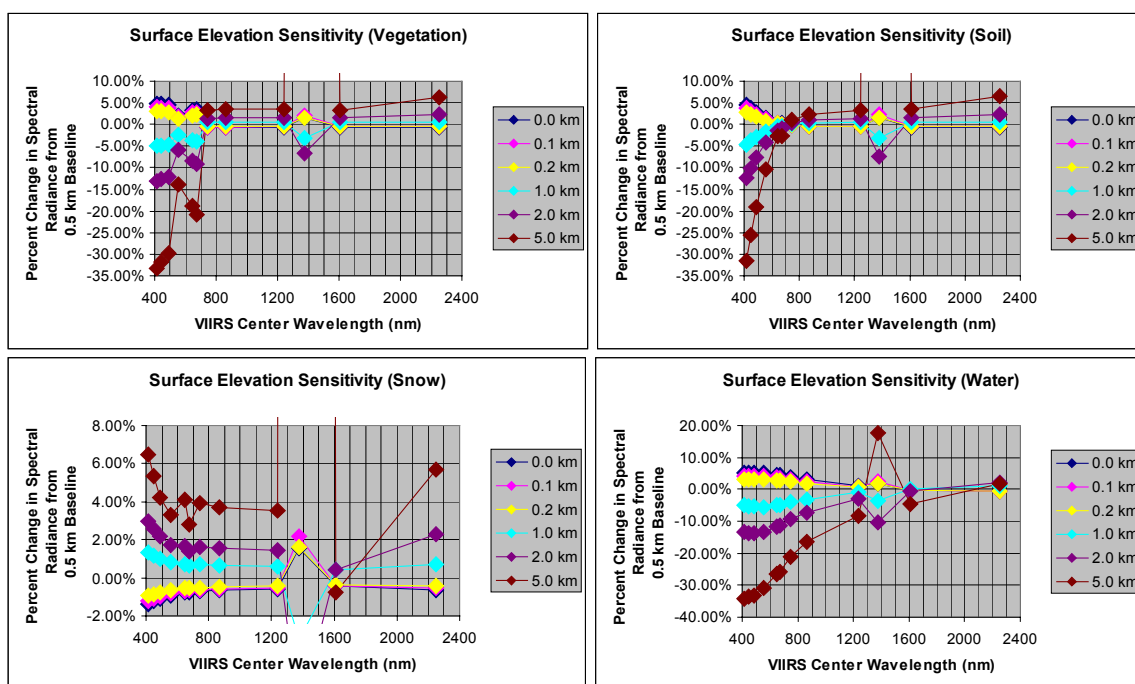 Surface Elevation Sensitivity (Vegetation)
Percent Change in Spectral
Radiance from
0.5 km Baseline
10.00%
5.00%
0.00%
-5.00%
-10.00%
-15.00%
-20.00%
-25.00%
-30.00%
-35.00%
400 800 1200 1600 2000 2400
VIIRS Center Wavelength (nm)
0.0 km
0.1 km
0.2 km
1.0 km
2.0 km
5.0 km
Surface Elevation Sensitivity (Soil)
Percent Change in Spectral
Radiance from
0.5 km Baseline
10.00%
5.00%
0.00%
-5.00%
-10.00%
-15.00%
-20.00%
-25.00%
-30.00%
-35.00%
400 800 1200 1600 2000 2400
VIIRS Center Wavelength (nm)
0.0 km
0.1 km
0.2 km
1.0 km
2.0 km
5.0 km
Surface Elevation Sensitivity (Snow)
Percent Change in Spectral
Radiance from
0.5 km Baseline
8.00%
6.00%
4.00%
2.00%
0.00%
-2.00%
400 800 1200 1600 2000 2400
VIIRS Center Wavelength (nm)
0.0 km
0.1 km
0.2 km
1.0 km
2.0 km
5.0 km
Surface Elevation Sensitivity (Water)
Percent Change in Spectral
Radiance from
0.5 km Baseline
20.00%
10.00%
0.00%
-10.00%
-20.00%
-30.00%
-40.00%
400 800 1200 1600 2000 2400
VIIRS Center Wavelength (nm)
0.0 km
0.1 km
0.2 km
1.0 km
2.0 km
5.0 km